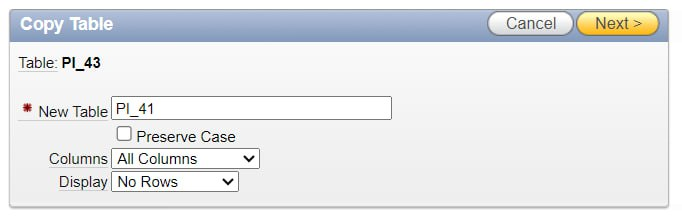 Copy Table Cancel Next >
Table: PI_43
* New Table PI_41
Preserve Case
Columns All Columns
Display No Rows